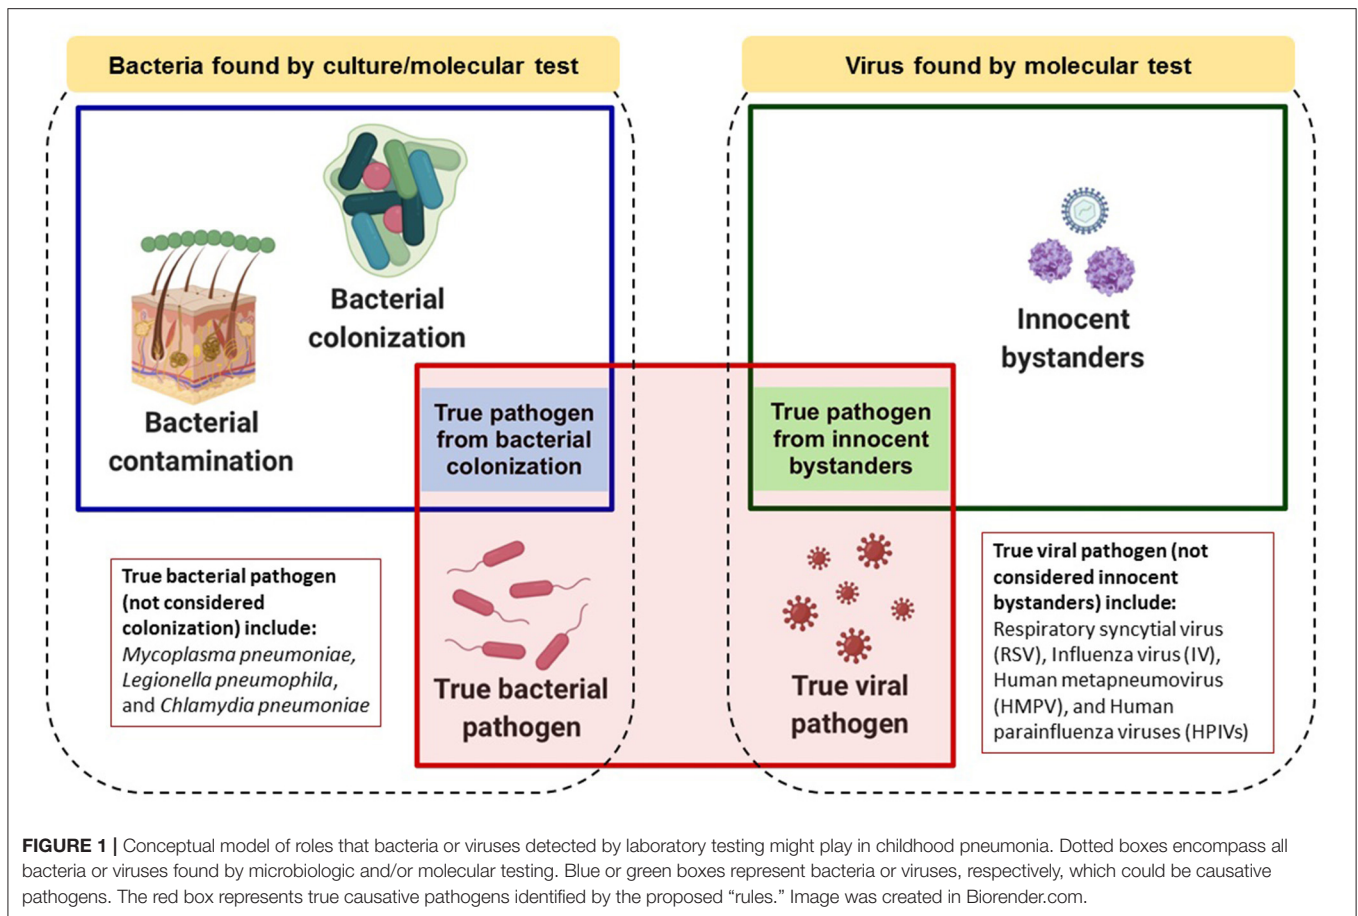 Bacteria found by culture/molecular test
Virus found by molecular test
Bacterial
colonization
Bacterial
contamination
Innocent
bystanders
True pathogen
from bacterial
colonization
True pathogen
from innocent
bystanders
True bacterial pathogen
(not considered
colonization) include:
Mycoplasma pneumoniae,
Legionella pneumophila,
and Chlamydia pneumoniae
True bacterial
pathogen
True viral
pathogen
True viral pathogen (not
considered innocent
bystanders) include:
Respiratory syncytial virus
(RSV), Influenza virus (IV),
Human metapneumovirus
(HMPV), and Human
parainfluenza viruses (HPIVs)
FIGURE 1 | Conceptual model of roles that bacteria or viruses detected by laboratory testing might play in childhood pneumonia. Dotted boxes encompass all
bacteria or viruses found by microbiologic and/or molecular testing. Blue or green boxes represent bacteria or viruses, respectively, which could be causative
pathogens. The red box represents true causative pathogens identified by the proposed “rules.” Image was created in Biorender.com.